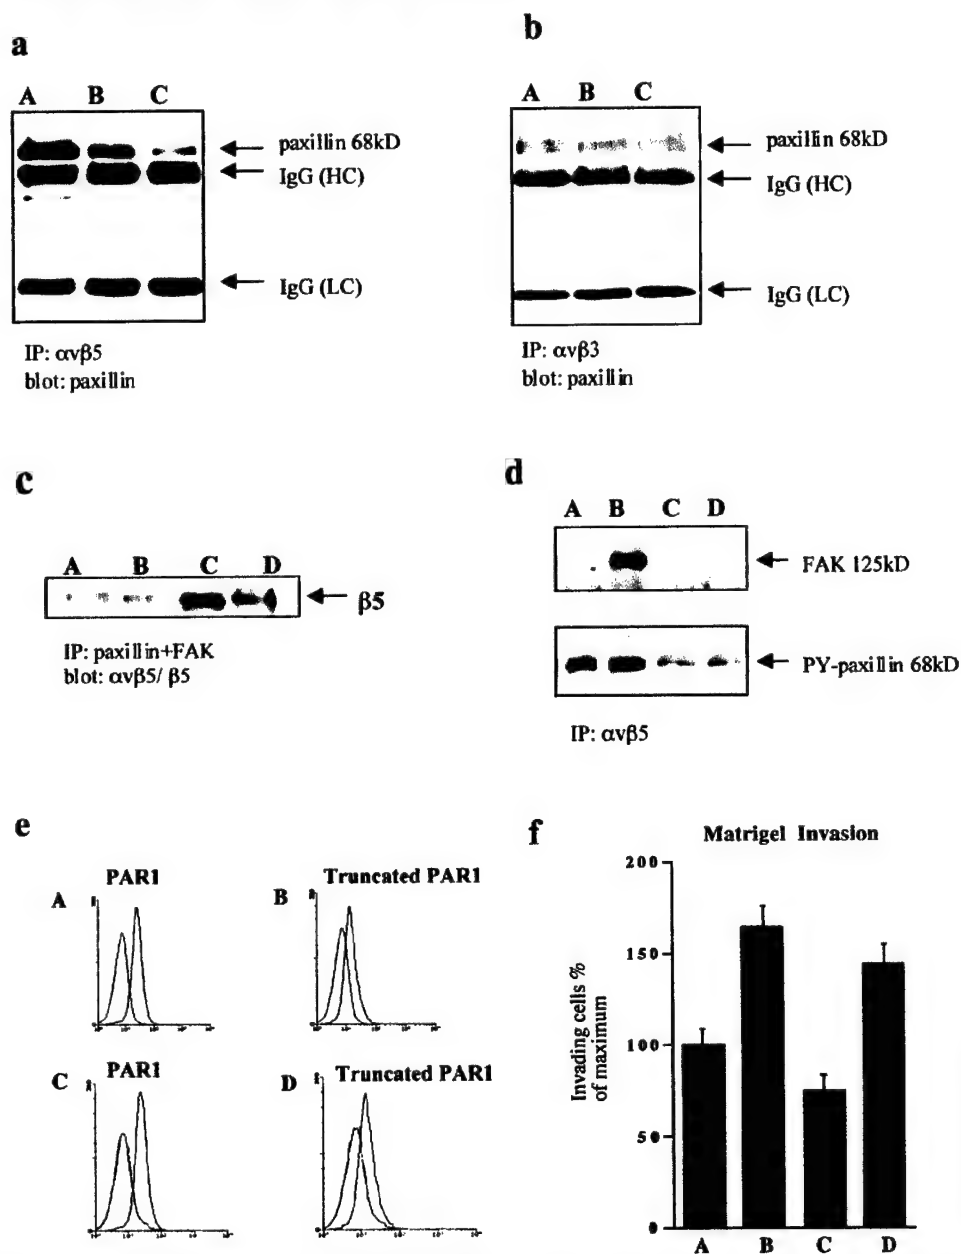 a
A B C
paxillin 68kD
IgG (HC)
IgG (LC)
IP: αvβ5
blot: paxillin
b
A B C
paxillin 68kD
IgG (HC)
IgG (LC)
IP: αvβ3
blot: paxillin
c
A B C D
β5
IP: paxillin+FAK
blot: αvβ5/ β5
d
A B C D
FAK 125kD
PY-paxillin 68kD
IP: αvβ5
e
A PAR1
B Truncated PAR1
C PAR1
D Truncated PAR1
f
Matrigel Invasion
Invading cells %
of maximum
200
150
100
50
0
A B C D